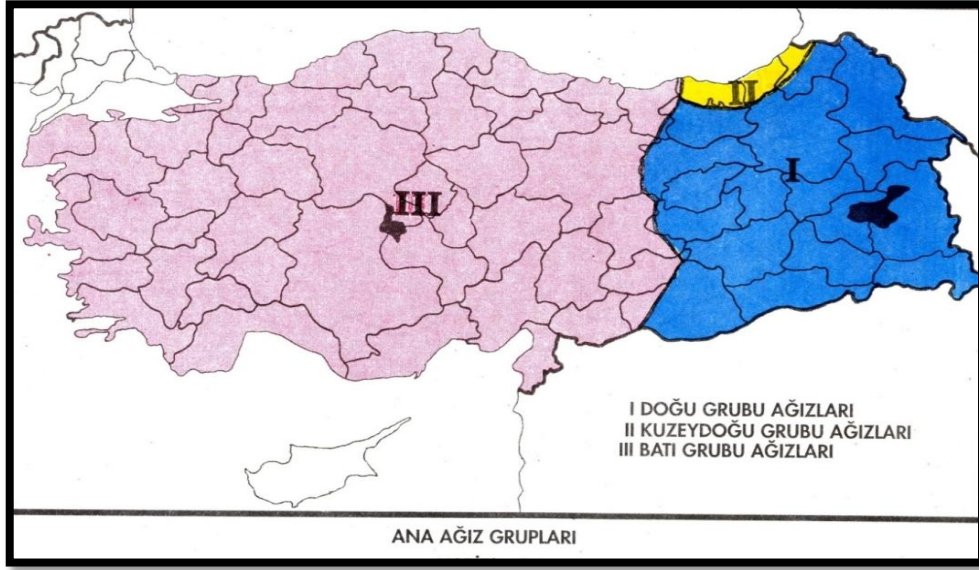 II
I
III
I DOĞU GRUBU AĞIZLARI
II KUZEYDOĞU GRUBU AĞIZLARI
III BATI GRUBU AĞIZLARI
ANA AĞIZ GRUPLARI